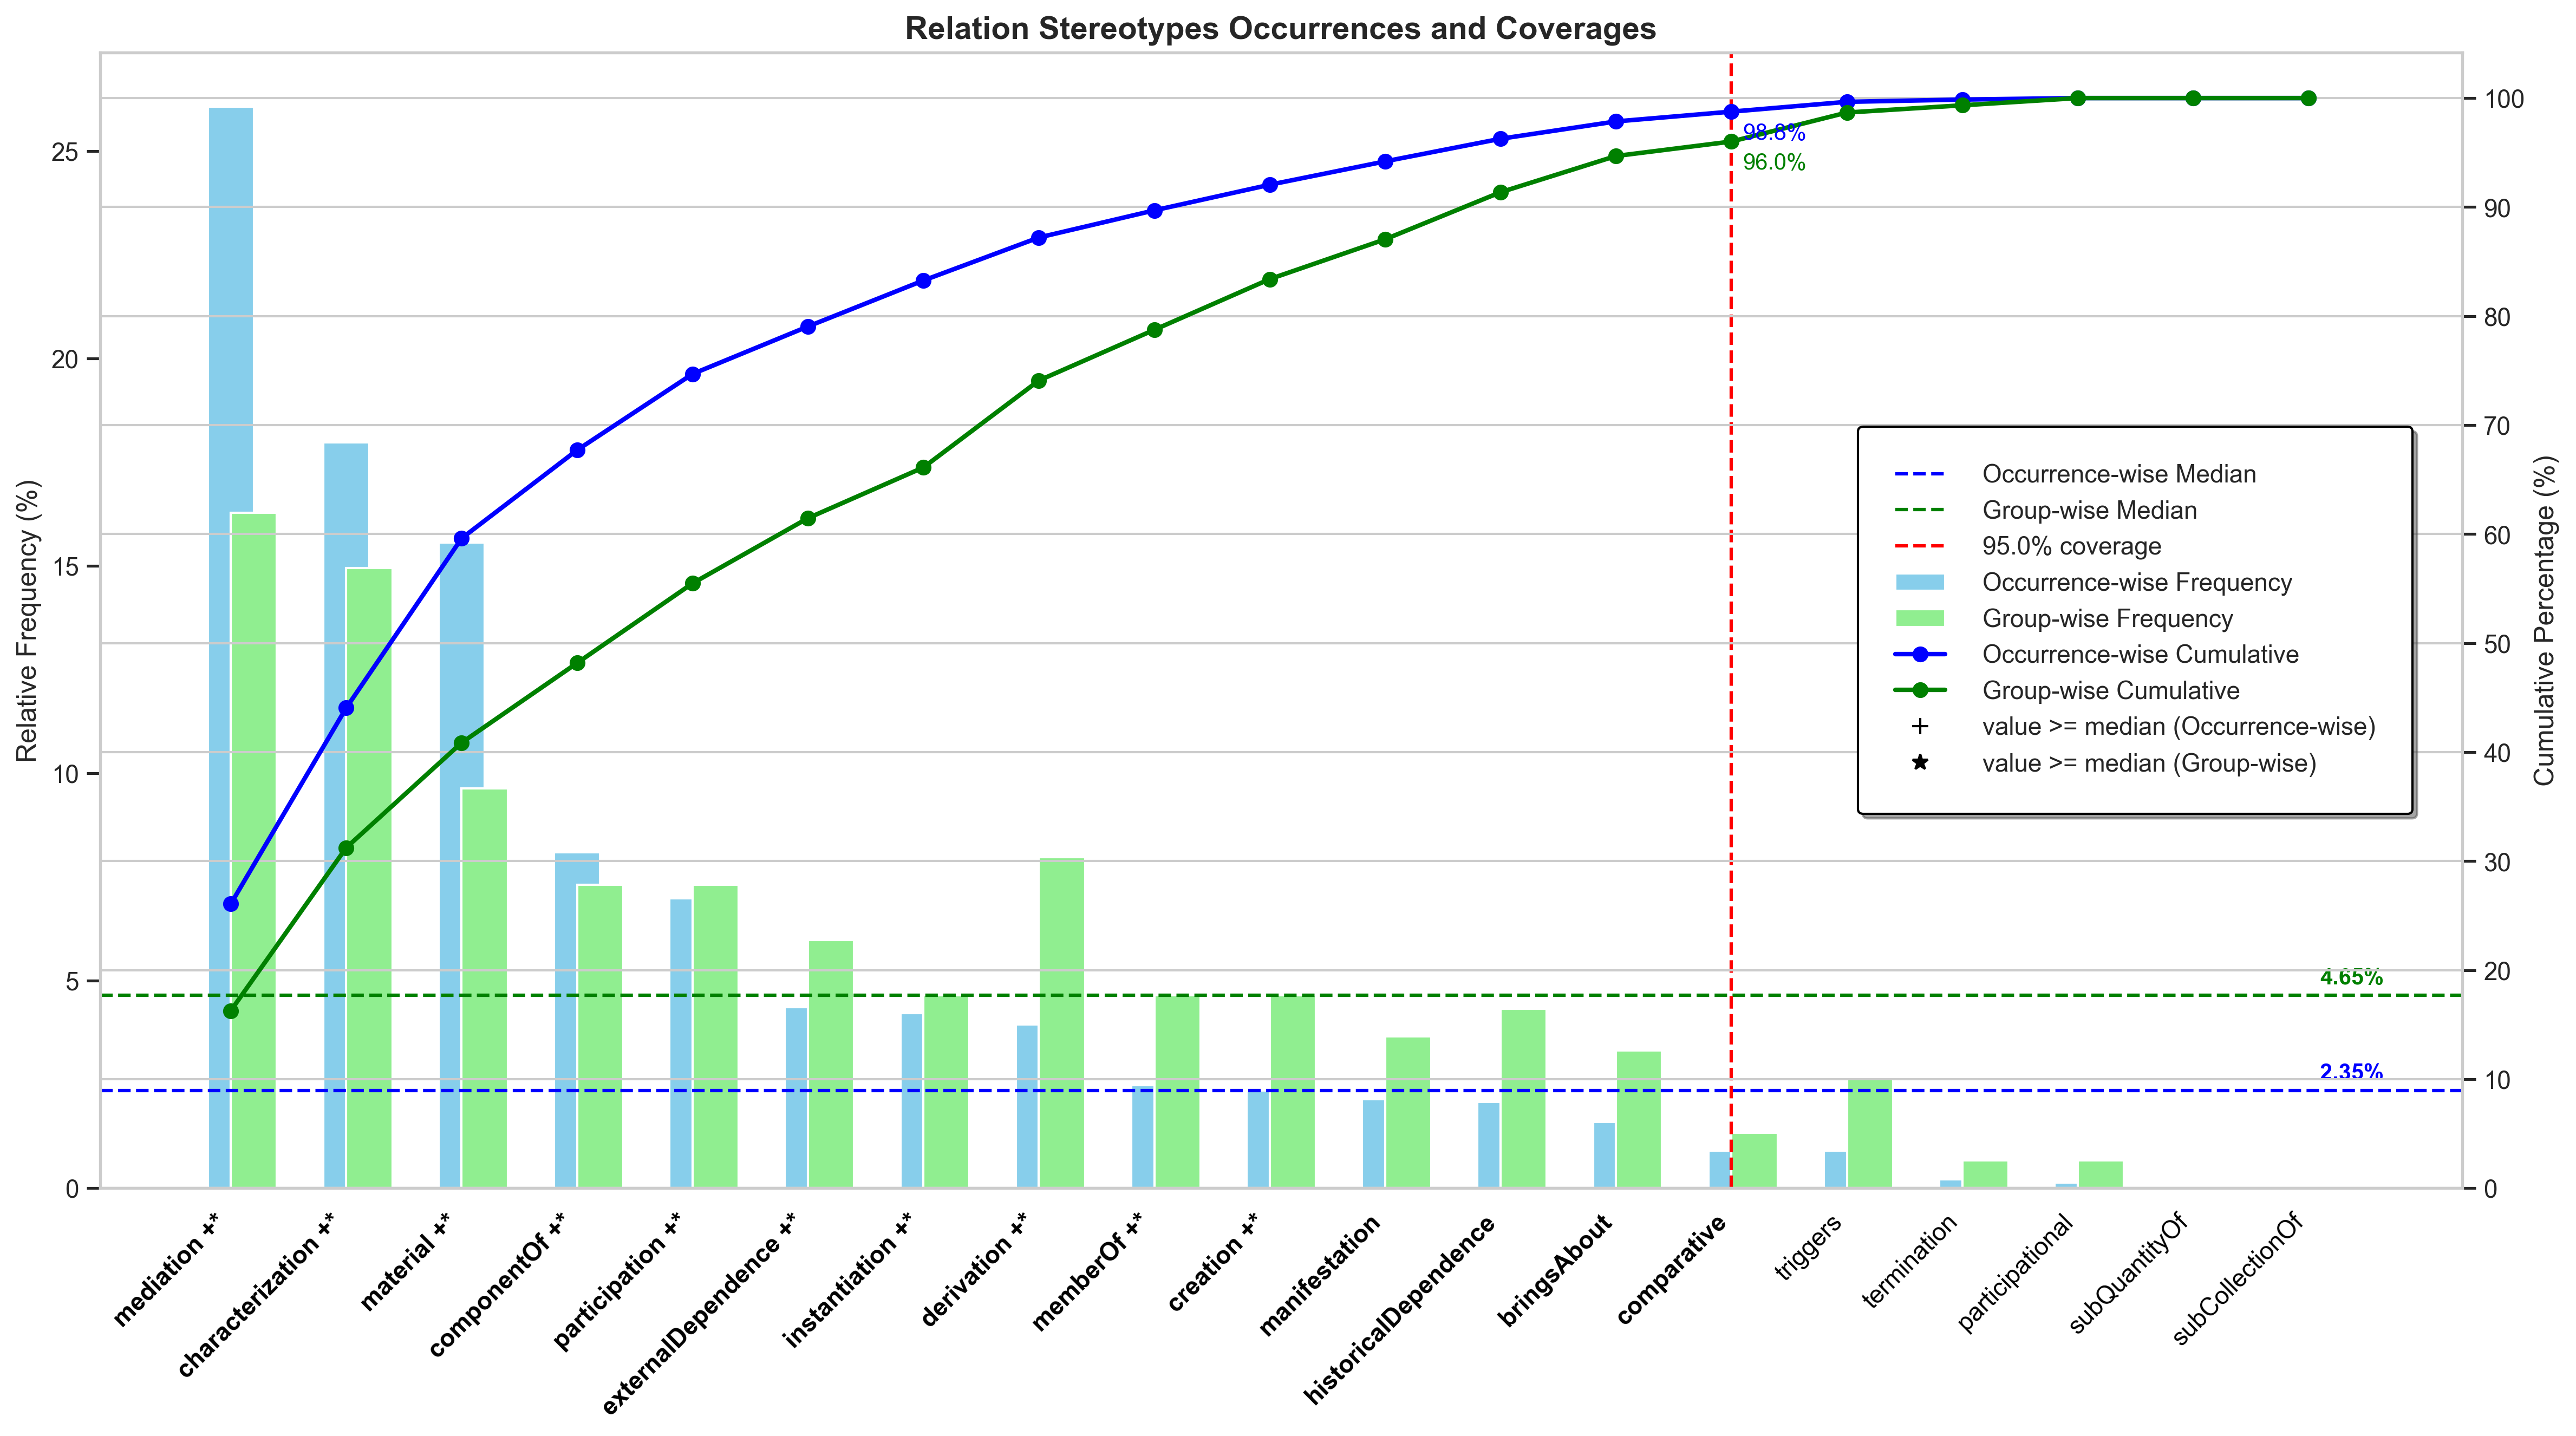 Relation Stereotypes Occurrences and Coverages
Relative Frequency (%)
25
20
15
10
5
0
98.8%
96.0%
4.65%
2.35%
Occurrence-wise Median
Group-wise Median
95.0% coverage
Occurrence-wise Frequency
Group-wise Frequency
Occurrence-wise Cumulative
Group-wise Cumulative
value >= median (Occurrence-wise)
value >= median (Group-wise)
100
90
80
70
60
50
40
30
20
10
0
Cumulative Percentage (%)
mediation +*
characterization +*
material +*
componentOf +*
participation +*
externalDependence +*
instantiation +*
derivation +*
memberOf +*
creation +*
manifestation
historicalDependence
bringsAbout
comparative
triggers
termination
participational
subQuantityOf
subCollectionOf